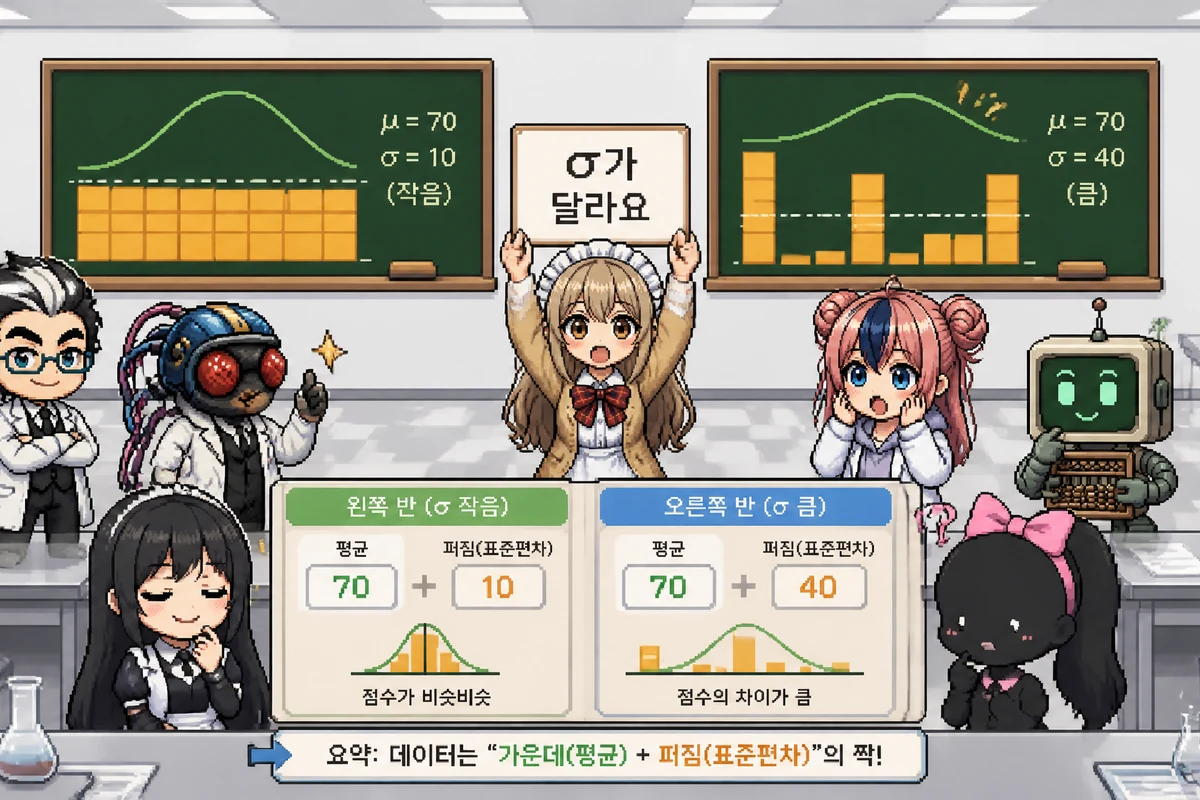 μ = 70
σ = 10
(작음)
σ가
달라요
μ = 70
σ = 40
(큼)
왼쪽 반 (σ 작음)
평균 퍼짐(표준편차)
70 + 10
점수가 비슷비슷
오른쪽 반 (σ 큼)
평균 퍼짐(표준편차)
70 + 40
점수의 차이가 큼
요약: 데이터는 “가운데(평균) + 퍼짐(표준편차)”의 짝!